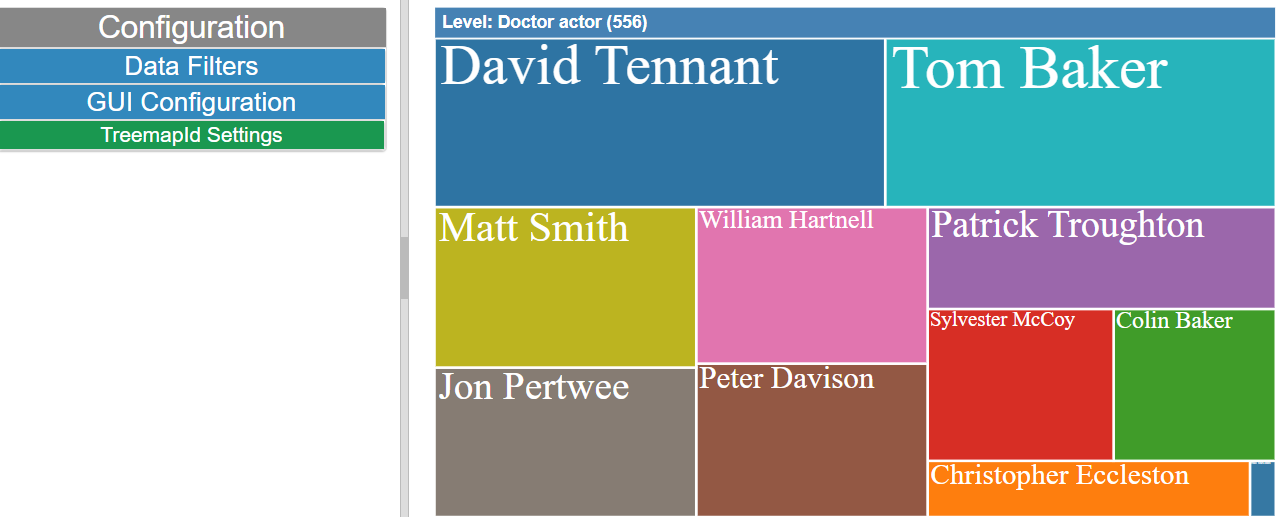 Configuration
Data Filters
GUI Configuration
TreemapId Settings
Level: Doctor actor (556)
David Tennant
Tom Baker
Matt Smith
William Hartnell
Patrick Troughton
Sylvester McCoy
Colin Baker
Jon Pertwee
Peter Davison
Christopher Eccleston